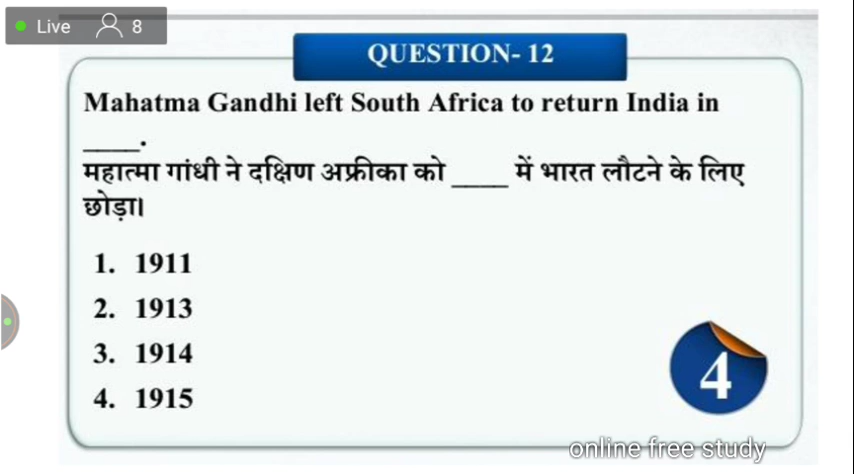 Live 8
QUESTION- 12
Mahatma Gandhi left South Africa to return India in
____.
महात्मा गांधी ने दक्षिण अफ्रीका को ____ में भारत लौटने के लिए
छोड़ा।
1. 1911
2. 1913
3. 1914
4. 1915
4
online free study